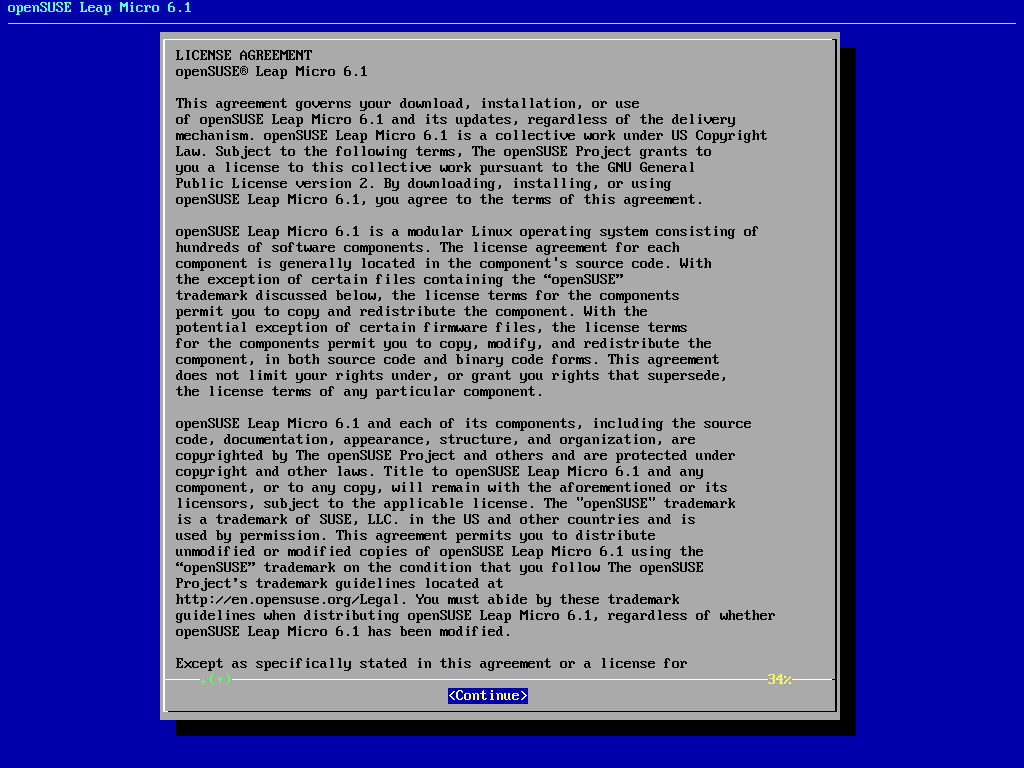 openSUSE Leap Micro 6.1
LICENSE AGREEMENT
openSUSE® Leap Micro 6.1
This agreement governs your download, installation, or use
of openSUSE Leap Micro 6.1 and its updates, regardless of the delivery
mechanism. openSUSE Leap Micro 6.1 is a collective work under US Copyright
Law. Subject to the following terms, The openSUSE Project grants to
you a license to this collective work pursuant to the GNU General
Public License version 2. By downloading, installing, or using
openSUSE Leap Micro 6.1, you agree to the terms of this agreement.
openSUSE Leap Micro 6.1 is a modular Linux operating system consisting of
hundreds of software components. The license agreement for each
component is generally located in the component's source code. With
the exception of certain files containing the “openSUSE”
trademark discussed below, the license terms for the components
permit you to copy and redistribute the component. With the
potential exception of certain firmware files, the license terms
for the components permit you to copy, modify, and redistribute the
component, in both source code and binary code forms. This agreement
does not limit your rights under, or grant you rights that supersede,
the license terms of any particular component.
openSUSE Leap Micro 6.1 and each of its components, including the source
code, documentation, appearance, structure, and organization, are
copyrighted by The openSUSE Project and others and are protected under
copyright and other laws. Title to openSUSE Leap Micro 6.1 and any
component, or to any copy, will remain with the aforementioned or its
licensors, subject to the applicable license. The "openSUSE" trademark
is a trademark of SUSE, LLC. in the US and other countries and is
used by permission. This agreement permits you to distribute
unmodified or modified copies of openSUSE Leap Micro 6.1 using the
“openSUSE” trademark on the condition that you follow The openSUSE
Project’s trademark guidelines located at
http://en.opensuse.org/Legal. You must abide by these trademark
guidelines when distributing openSUSE Leap Micro 6.1, regardless of whether
openSUSE Leap Micro 6.1 has been modified.
Except as specifically stated in this agreement or a license for
↓(+) 34%
<Continue>